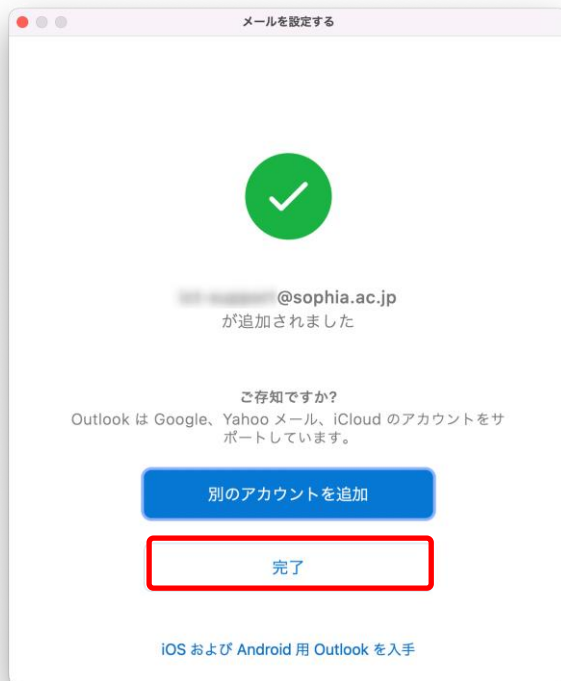 メールを設定する
@sophia.ac.jp
が追加されました
ご存知ですか?
Outlook は Google、Yahoo メール、iCloud のアカウントをサ
ポートしています。
別のアカウントを追加
完了
iOS および Android 用 Outlook を入手